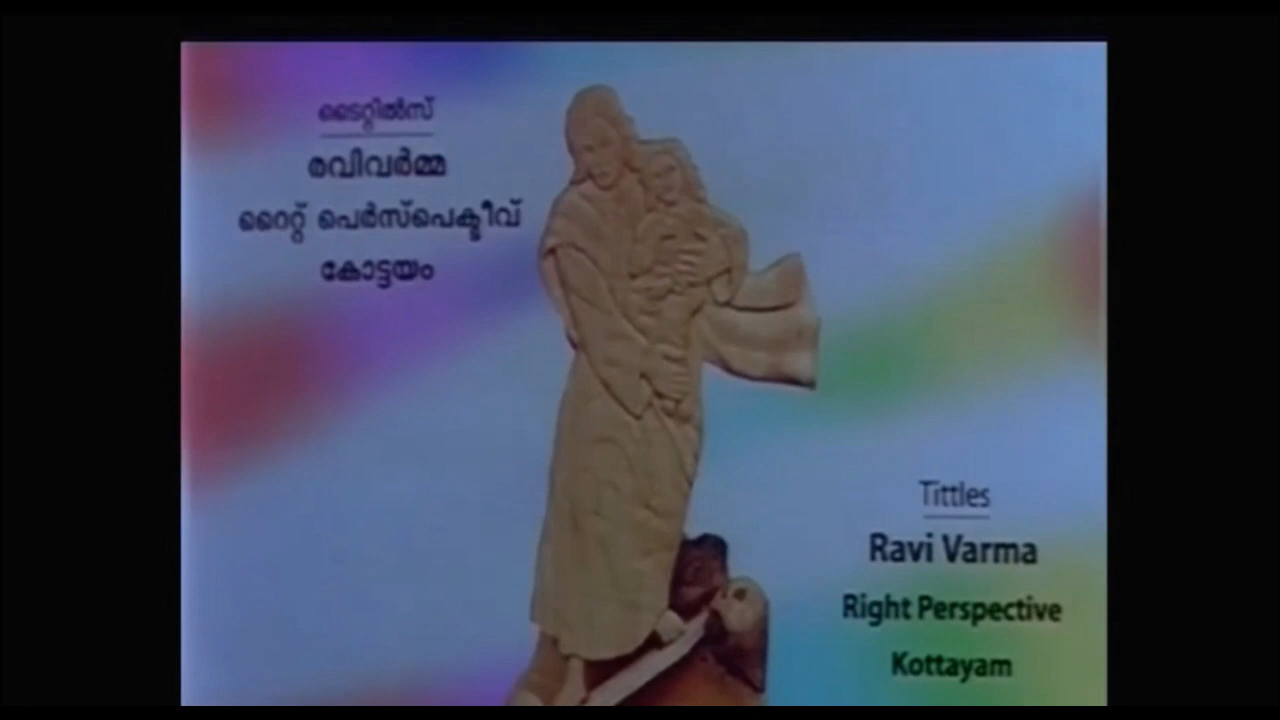 ടൈറ്റിൽസ്
രവിവർമ്മ
റൈറ്റ് പെർസ്പെക്ടീവ്
കോട്ടയം
Tittles
Ravi Varma
Right Perspective
Kottayam